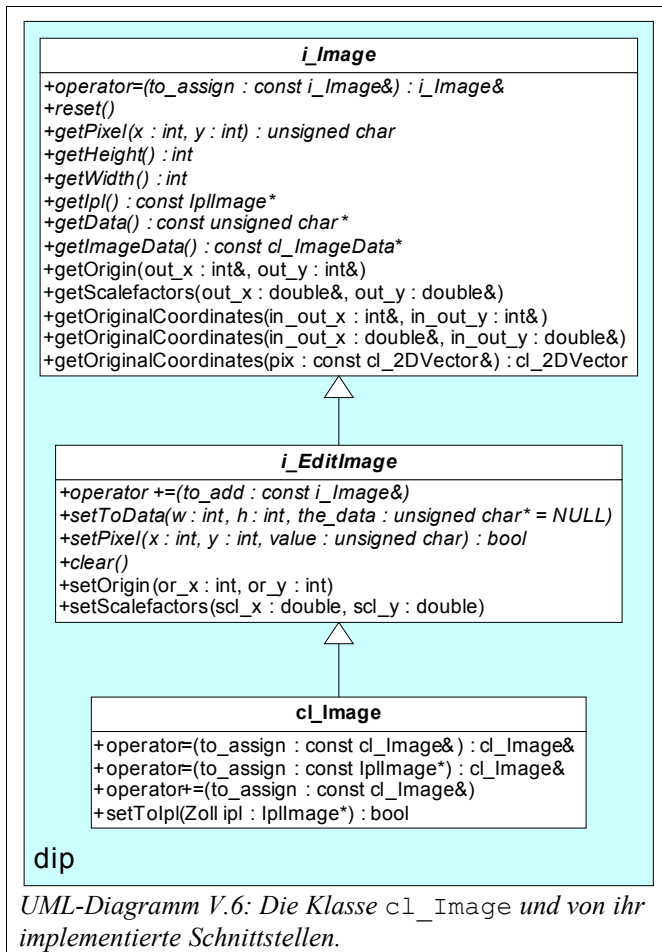 i_Image
+operator=(to_assign : const i_Image&) : i_Image&
+reset()
+getPixel(x : int, y : int) : unsigned char
+getHeight() : int
+getWidth() : int
+getIpl() : const IplImage*
+getData() : const unsigned char*
+getImageData() : const cl_ImageData*
+getOrigin(out_x : int&, out_y : int&)
+getScalefactors(out_x : double&, out_y : double&)
+getOriginalCoordinates(in_out_x : int&, in_out_y : int&)
+getOriginalCoordinates(in_out_x : double&, in_out_y : double&)
+getOriginalCoordinates(pix : const cl_2DVector&) : cl_2DVector
i_EditImage
+operator +=(to_add : const i_Image&)
+setToData(w : int, h : int, the_data : unsigned char* = NULL)
+setPixel(x : int, y : int, value : unsigned char) : bool
+clear()
+setOrigin(or_x : int, or_y : int)
+setScalefactors(scl_x : double, scl_y : double)
cl_Image
+operator=(to_assign : const cl_Image&) : cl_Image&
+operator=(to_assign : const IplImage*) : cl_Image&
+operator+=(to_assign : const cl_Image&)
+setToIpl(Zoll ipl : IplImage*) : bool
dip
UML-Diagramm V.6: Die Klasse cl_Image und von ihr
implementierte Schnittstellen.